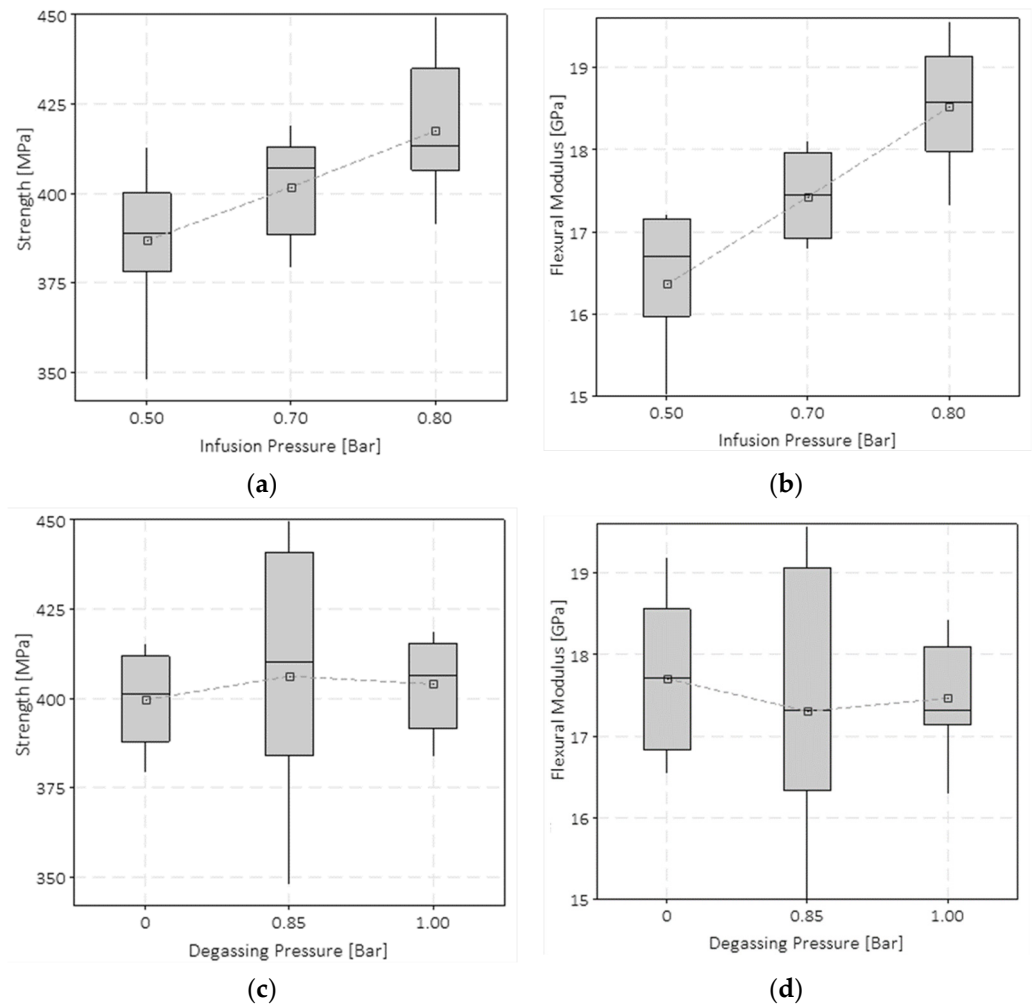 450
425
400
375
350
Strength [MPa]
0.50 0.70 0.80
Infusion Pressure [Bar]
(a)
19
18
17
16
15
Flexural Modulus [GPa]
0.50 0.70 0.80
Infusion Pressure [Bar]
(b)
450
425
400
375
350
Strength [MPa]
0 0.85 1.00
Degassing Pressure [Bar]
(c)
19
18
17
16
15
Flexural Modulus [GPa]
0 0.85 1.00
Degassing Pressure [Bar]
(d)